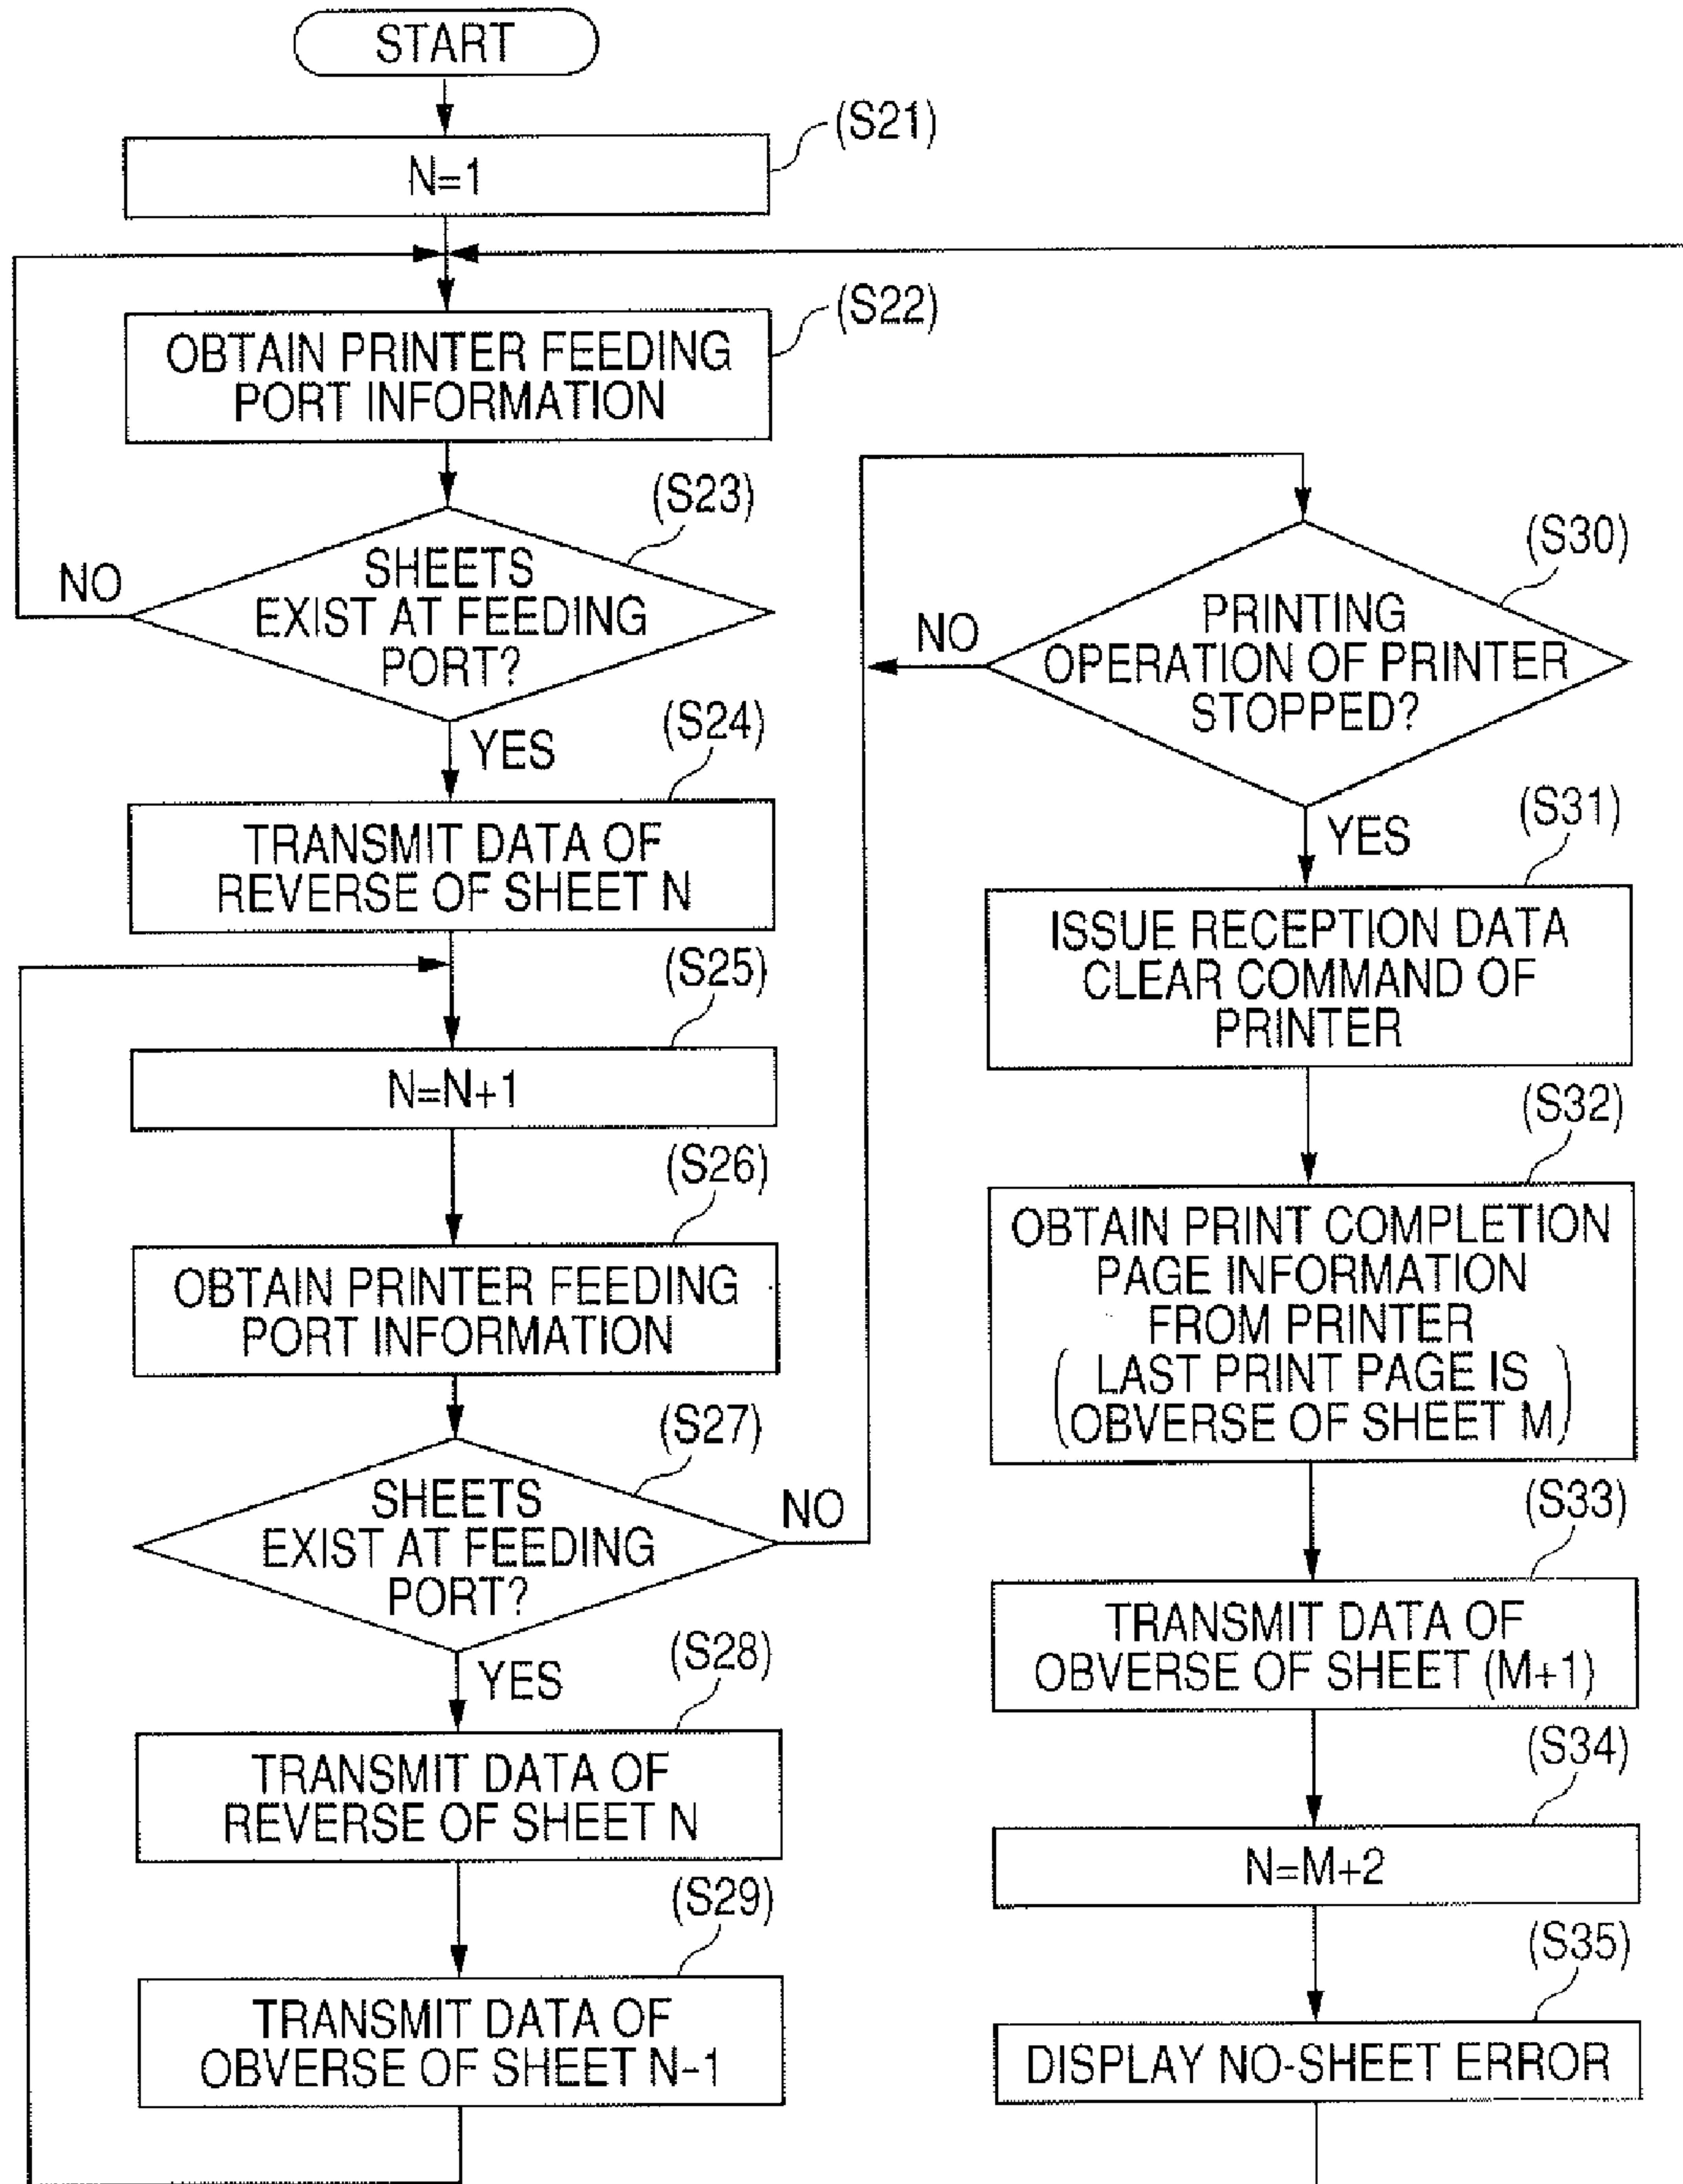 START
(S21)
N=1
(S22)
OBTAIN PRINTER FEEDING
PORT INFORMATION
(S23)
SHEETS
EXIST AT FEEDING
PORT?
NO
YES
(S24)
TRANSMIT DATA OF
REVERSE OF SHEET N
(S25)
N=N+1
(S26)
OBTAIN PRINTER FEEDING
PORT INFORMATION
(S27)
SHEETS
EXIST AT FEEDING
PORT?
NO
YES
(S28)
TRANSMIT DATA OF
REVERSE OF SHEET N
(S29)
TRANSMIT DATA OF
OBVERSE OF SHEET N-1
(S30)
PRINTING
OPERATION OF PRINTER
STOPPED?
NO
YES
(S31)
ISSUE RECEPTION DATA
CLEAR COMMAND OF
PRINTER
(S32)
OBTAIN PRINT COMPLETION
PAGE INFORMATION
FROM PRINTER
(LAST PRINT PAGE IS
OBVERSE OF SHEET M)
(S33)
TRANSMIT DATA OF
OBVERSE OF SHEET (M+1)
(S34)
N=M+2
(S35)
DISPLAY NO-SHEET ERROR